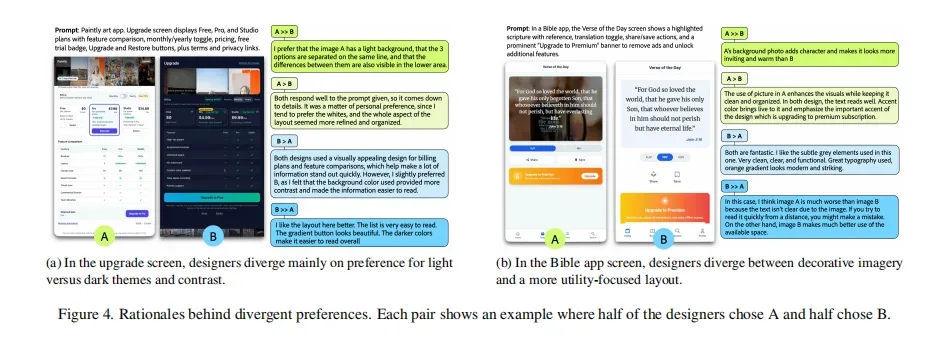 Prompt: Paintly art app. Upgrade screen displays Free, Pro, and Studio
plans with feature comparison, monthly/yearly toggle, pricing, free
trial badge, Upgrade and Restore buttons, plus terms and privacy links.
Upgrade
A
B
A >> B
I prefer that the image A has a light background, that the 3
options are separated on the same line, and that the
differences between them are also visible in the lower area.
A > B
Both respond well to the prompt given, so it comes down
to details. It was a matter of personal preference, since I
tend to prefer the whites, and the whole aspect of the
layout seemed more refined and organized.
B > A
Both designs used a visually appealing design for billing
plans and feature comparisons, which help make a lot of
information stand out quickly. However, I slightly preferred
B, as I felt that the background color used provided more
contrast and made the information easier to read.
B >> A
I like the layout here better. The list is very easy to read.
The gradient button looks beautiful. The darker colors
make it easier to read overall
(a) In the upgrade screen, designers diverge mainly on preference for light
versus dark themes and contrast.
Prompt: In a Bible app, the Verse of the Day screen shows a highlighted
scripture with reference, translation toggle, share/save actions, and a
prominent "Upgrade to Premium" banner to remove ads and unlock
additional features.
Verse of the Day
"For God so loved the
world, that he gave his
only begotten Son, that
whosoever believeth in
him should not perish,
John 3:16
Share
Save
Upgrade to Premium
A
Verse of the Day
"For God so loved the
world, that he gave his
only Son, that whoever
believes in him should
not perish but have
eternal life."
John 3:16
Share
Save
Upgrade to Premium
B
A >> B
A's background photo adds character and makes it looks more
inviting and warm than B
A > B
The use of picture in A enhances the visuals while keeping it
clean and organized. In both design, the text reads well. Accent
color brings live to it and emphasize the important accent of
the design which is upgrading to premium subscription.
B > A
Both are fantastic. I like the subtle grey elements used in this
one. Very clean, clear, and functional. Great typography used,
orange gradient looks modern and striking.
B >> A
In this case, I think image A is much worse than image B
because the text isn't clear due to the image. If you try to
read it quickly from a distance, you might make a mistake.
On the other hand, image B makes much better use of the
available space.
(b) In the Bible app screen, designers diverge between decorative imagery
and a more utility-focused layout.
Figure 4. Rationales behind divergent preferences. Each pair shows an example where half of the designers chose A and half chose B.